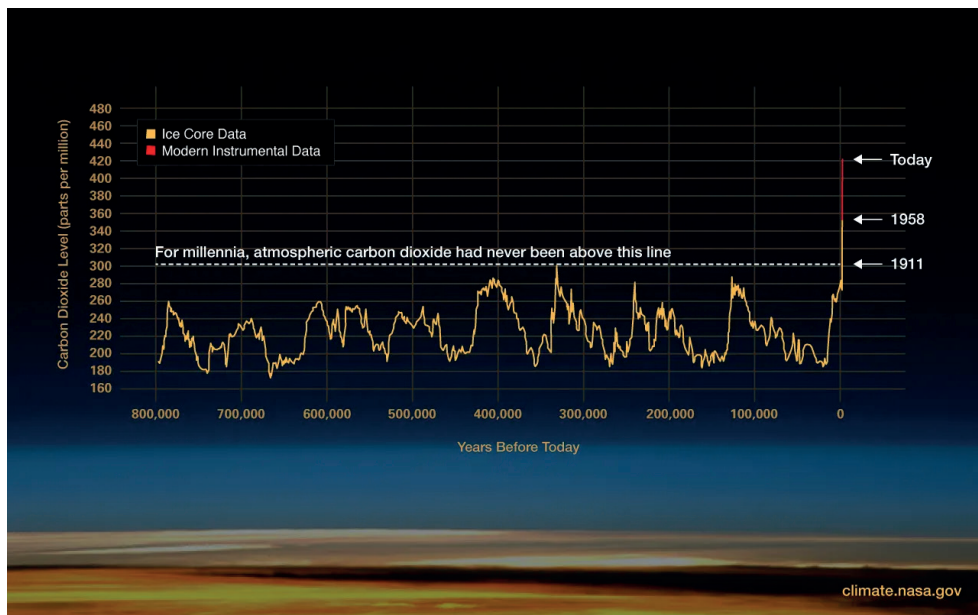 480
460
440
420
400
380
360
340
320
300
280
260
240
220
200
180
160
Carbon Dioxide Level (parts per million)
Ice Core Data
Modern Instrumental Data
For millennia, atmospheric carbon dioxide had never been above this line
Today
1958
1911
800,000 700,000 600,000 500,000 400,000 300,000 200,000 100,000 0
Years Before Today
climate.nasa.gov